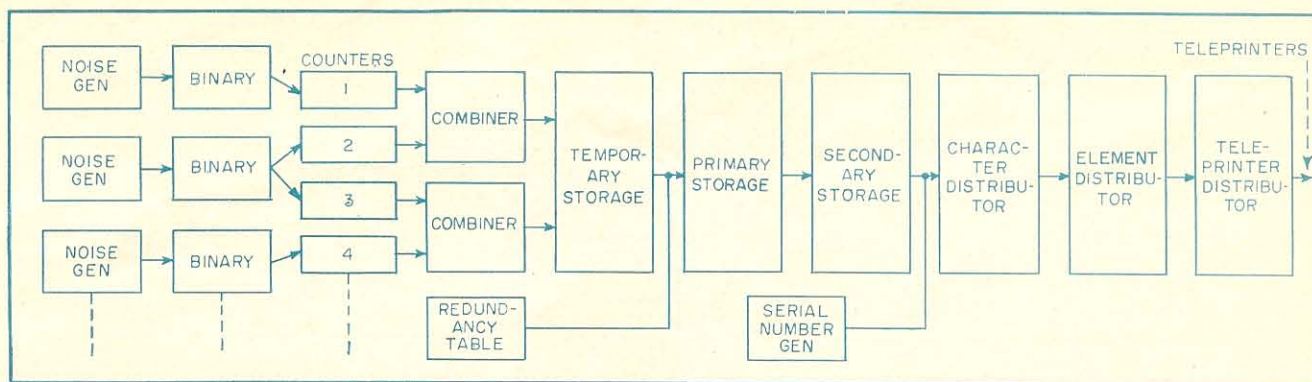 NOISE
GEN
BINARY
COUNTERS
1
COMBINER
NOISE
GEN
BINARY
2
3
COMBINER
NOISE
GEN
BINARY
4
TEMPOR-
ARY
STORAGE
PRIMARY
STORAGE
SECOND-
ARY
STORAGE
CHARAC-
TER
DISTRIBU-
TOR
ELEMENT
DISTRIBU-
TOR
TELE-
PRINTER
DISTRIBU-
TOR
TELEPRINTERS
REDUND-
ANCY
TABLE
SERIAL
NUMBER
GEN